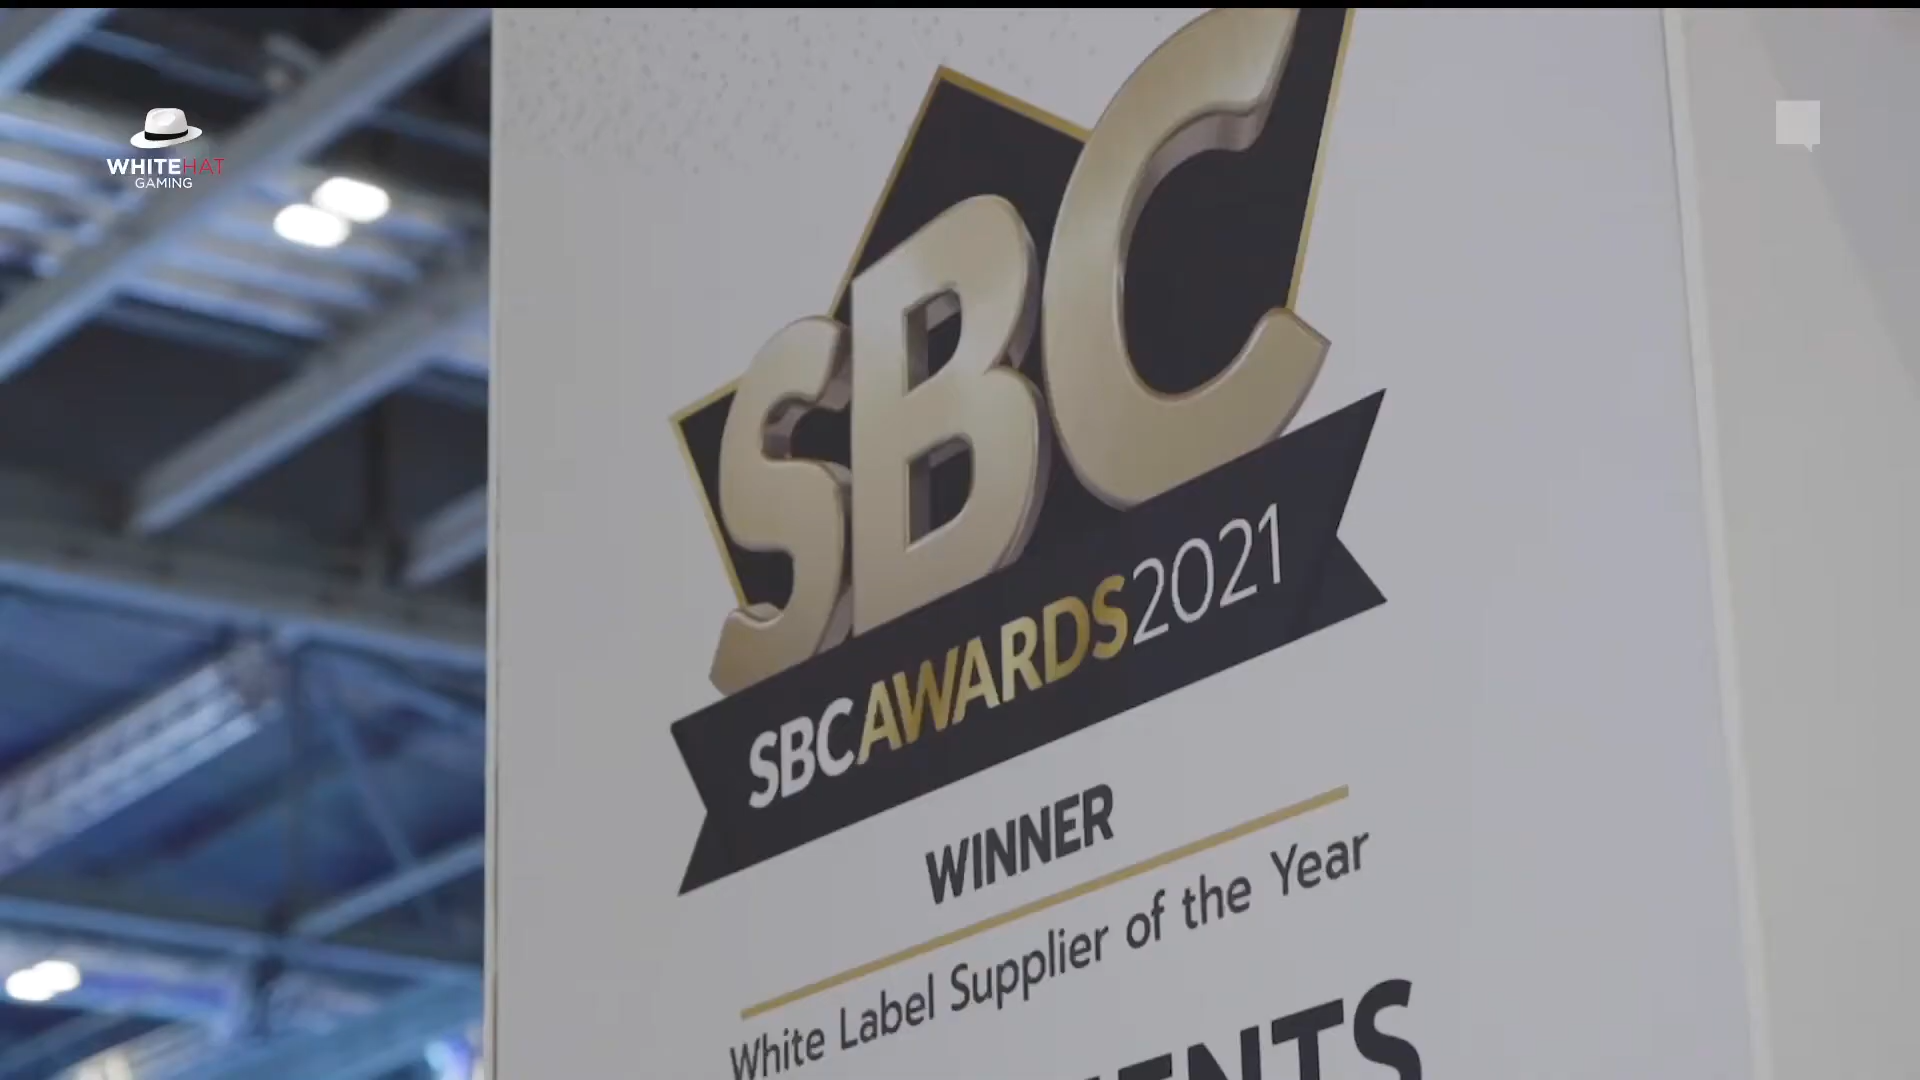 WHITEHAT
GAMING
SBC
SBCAWARDS2021
WINNER
White Label Supplier of the Year